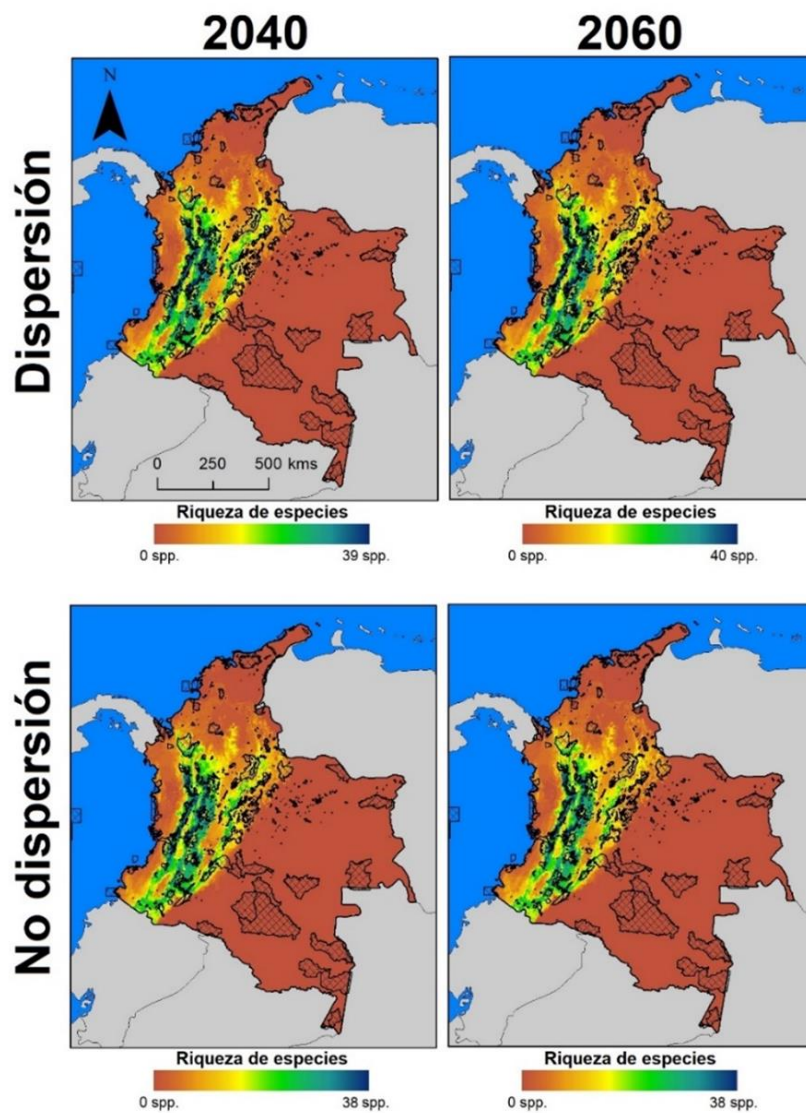 2040
2060
Dispersión
N
0 250 500 kms
Riqueza de especies
0 spp. 39 spp.
Riqueza de especies
0 spp. 40 spp.
No dispersión
Riqueza de especies
0 spp. 38 spp.
Riqueza de especies
0 spp. 38 spp.